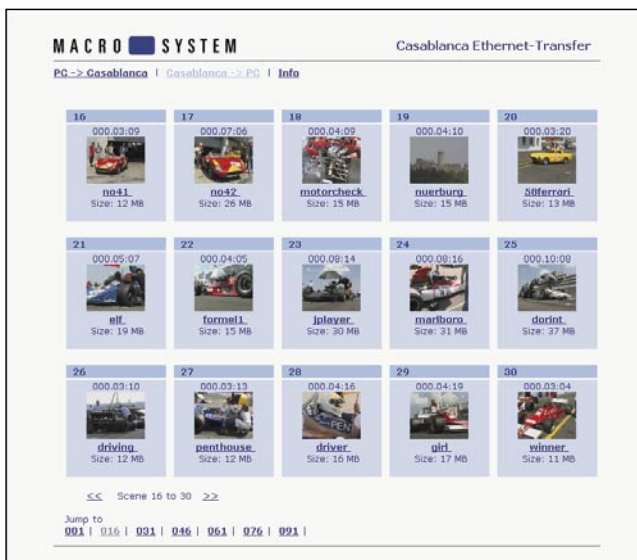 MACRO SYSTEM
Casablanca Ethernet-Transfer
PC -> Casablanca | Casablanca -> PC | Info
16 17 18 19 20
000.03:09 000.07:06 000.04:09 000.04:10 000.03:20
no41 no42 motorcheck nuerburg 58ferrari
Size: 12 MB Size: 26 MB Size: 15 MB Size: 15 MB Size: 13 MB
21 22 23 24 25
000.05:07 000.04:05 000.08:14 000.08:16 000.10:08
elf formel1 jplayer marlboro dorint
Size: 19 MB Size: 15 MB Size: 30 MB Size: 31 MB Size: 37 MB
26 27 28 29 30
000.03:10 000.03:13 000.04:16 000.04:19 000.03:04
driving penthouse driver girl winner
Size: 12 MB Size: 12 MB Size: 16 MB Size: 17 MB Size: 11 MB
<< Scene 16 to 30 >>
Jump to
001 | 016 | 031 | 046 | 061 | 076 | 091 |